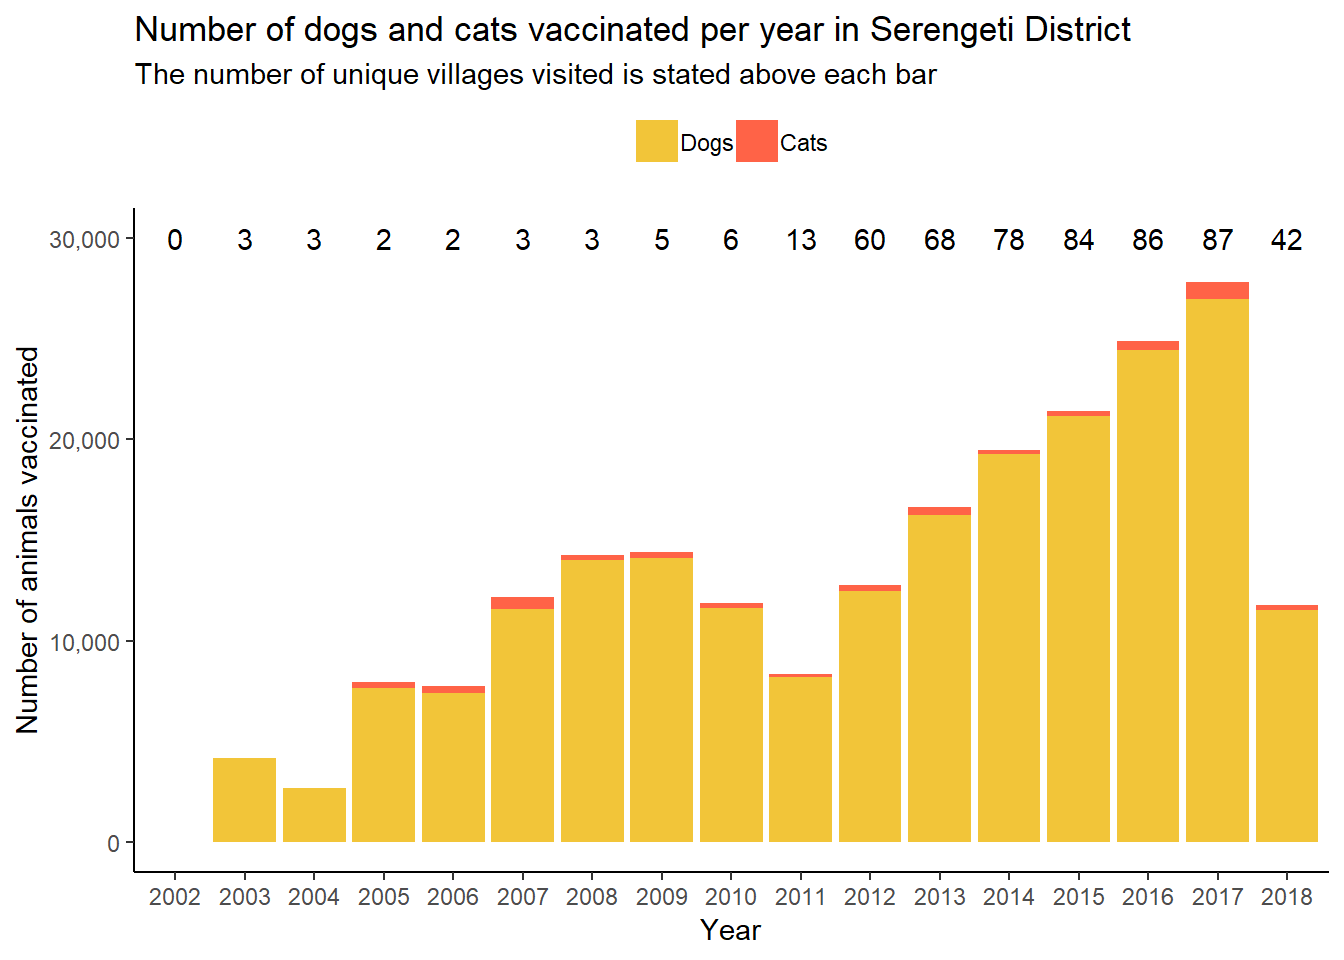 Number of dogs and cats vaccinated per year in Serengeti District
The number of unique villages visited is stated above each bar
Dogs Cats
Number of animals vaccinated
30,000
20,000
10,000
0
0 3 3 2 2 3 3 5 6 13 60 68 78 84 86 87 42
2002 2003 2004 2005 2006 2007 2008 2009 2010 2011 2012 2013 2014 2015 2016 2017 2018
Year